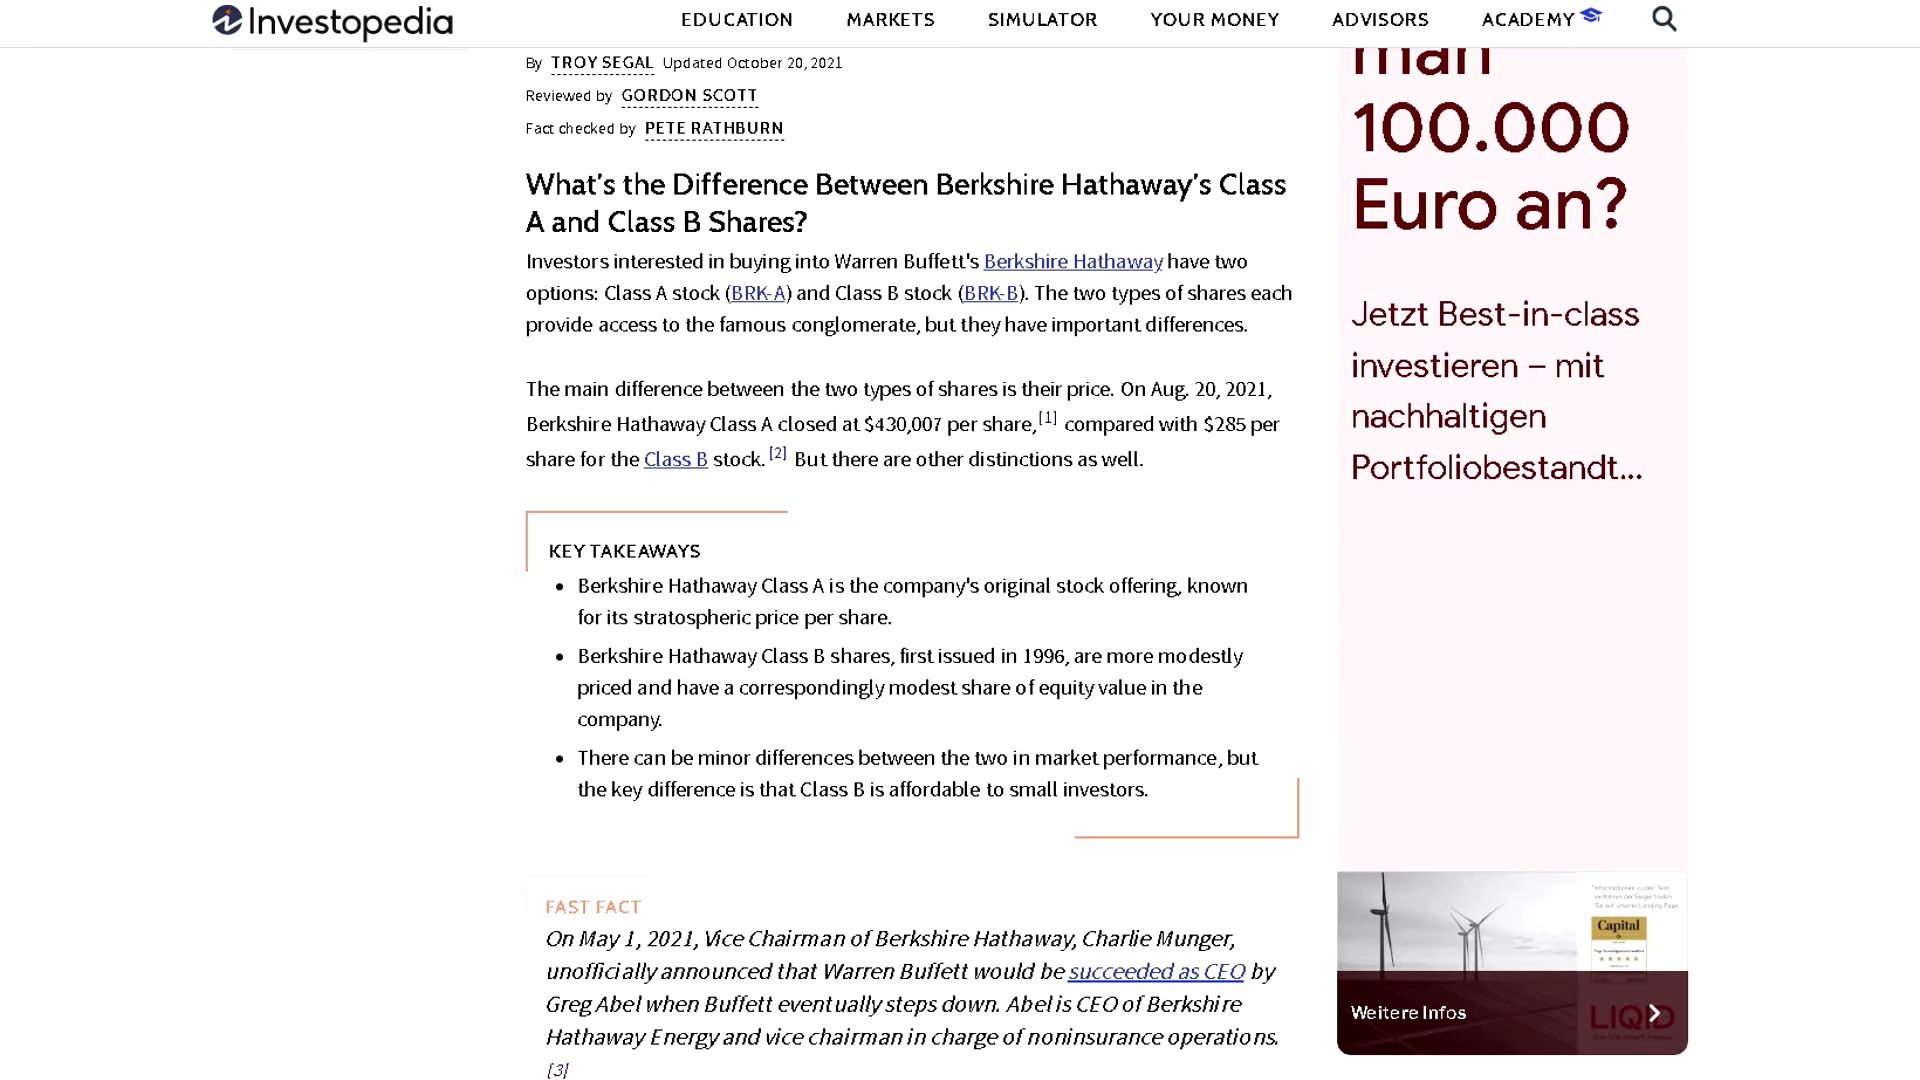 Investopedia
EDUCATION MARKETS SIMULATOR YOUR MONEY ADVISORS ACADEMY
By TROY SEGAL Updated October 20, 2021
Reviewed by GORDON SCOTT
Fact checked by PETE RATHBURN
What's the Difference Between Berkshire Hathaway's Class
A and Class B Shares?
Investors interested in buying into Warren Buffett's Berkshire Hathaway have two
options: Class A stock (BRK-A) and Class B stock (BRK-B). The two types of shares each
provide access to the famous conglomerate, but they have important differences.
The main difference between the two types of shares is their price. On Aug. 20, 2021,
Berkshire Hathaway Class A closed at $430,007 per share,[1] compared with $285 per
share for the Class B stock.[2] But there are other distinctions as well.
KEY TAKEAWAYS
• Berkshire Hathaway Class A is the company's original stock offering, known
for its stratospheric price per share.
• Berkshire Hathaway Class B shares, first issued in 1996, are more modestly
priced and have a correspondingly modest share of equity value in the
company.
• There can be minor differences between the two in market performance, but
the key difference is that Class B is affordable to small investors.
FAST FACT
On May 1, 2021, Vice Chairman of Berkshire Hathaway, Charlie Munger,
unofficially announced that Warren Buffett would be succeeded as CEO by
Greg Abel when Buffett eventually steps down. Abel is CEO of Berkshire
Hathaway Energy and vice chairman in charge of noninsurance operations.
[3]
man
100.000
Euro an?
Jetzt Best-in-class
investieren – mit
nachhaltigen
Portfoliobestandt...
Capital
Weitere Infos
LIQID